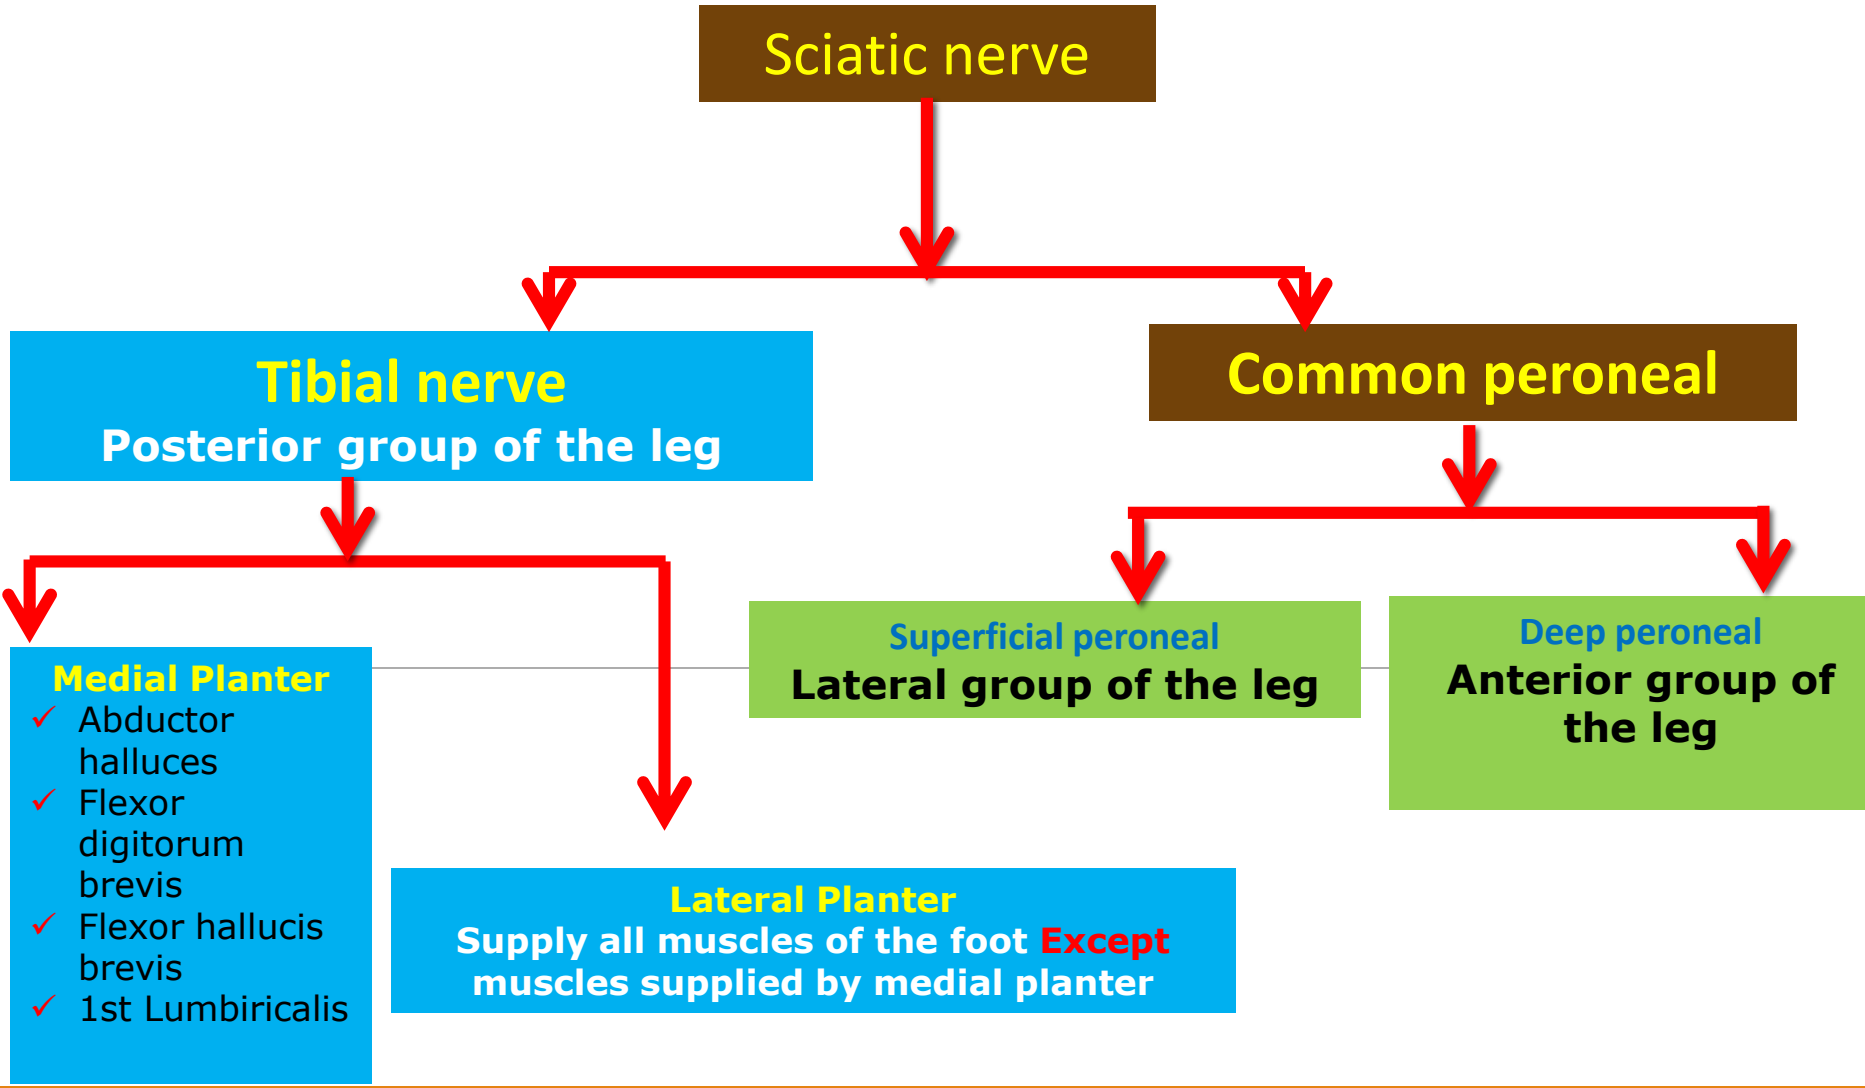 Sciatic nerve
Tibial nerve
Posterior group of the leg
Common peroneal
Superficial peroneal
Lateral group of the leg
Deep peroneal
Anterior group of
the leg
Medial Planter
✓ Abductor
halluces
✓ Flexor
digitorum
brevis
✓ Flexor hallucis
brevis
✓ 1st Lumbiricalis
Lateral Planter
Supply all muscles of the foot Except
muscles supplied by medial planter